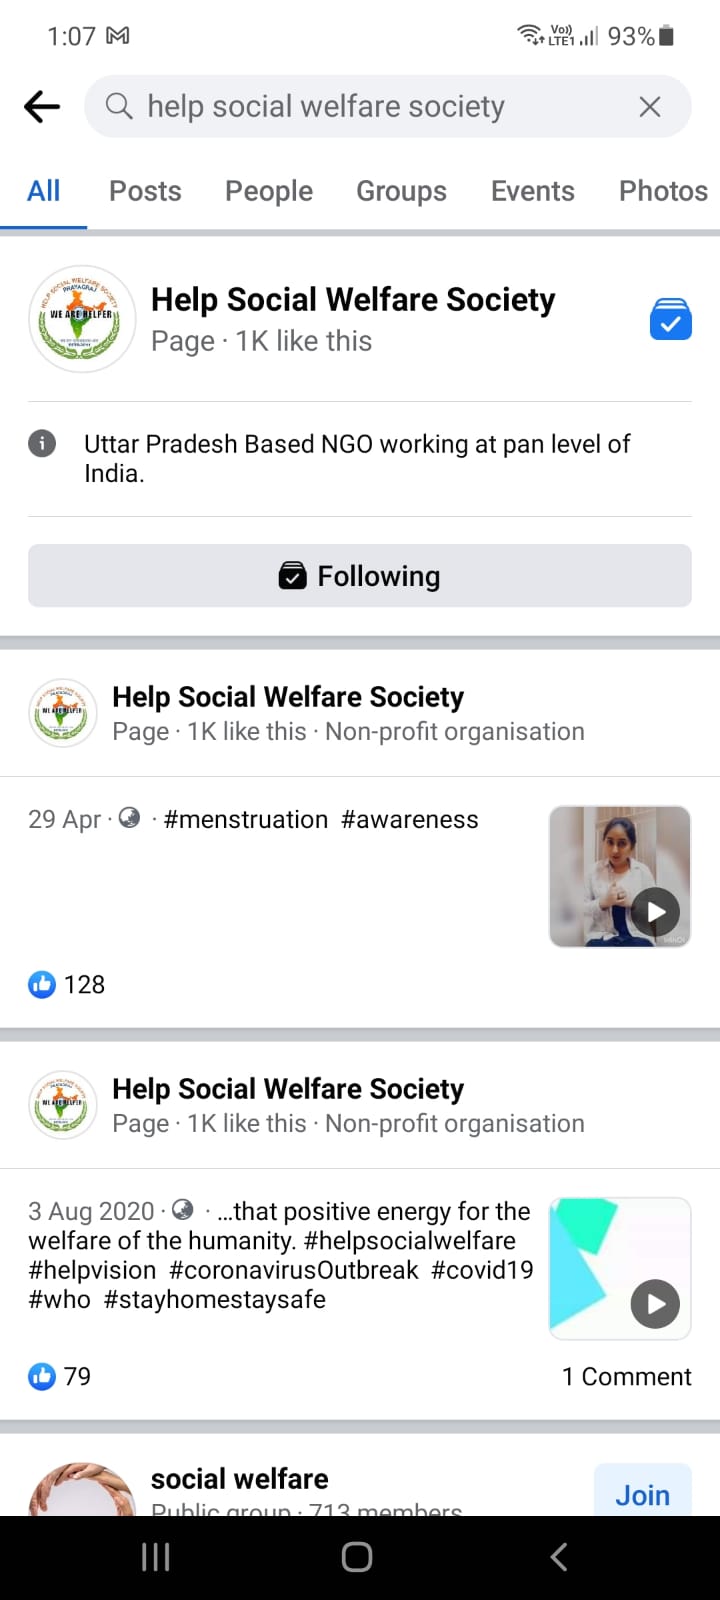 1:07
Vo)) LTE1 93%
help social welfare society
All Posts People Groups Events Photos
HELP SOCIAL WELFARE SOCIETY
PRAYAGRAJ
WE ARE HELPER
Help Social Welfare Society
Page · 1K like this
Uttar Pradesh Based NGO working at pan level of
India.
Following
WE ARE HELPER
Help Social Welfare Society
Page · 1K like this · Non-profit organisation
29 Apr · · #menstruation #awareness
128
WE ARE HELPER
Help Social Welfare Society
Page · 1K like this · Non-profit organisation
3 Aug 2020 · · ...that positive energy for the
welfare of the humanity. #helpsocialwelfare
#helpvision #coronavirusOutbreak #covid19
#who #stayhomestaysafe
79
1 Comment
social welfare
Public group · 713 members
Join